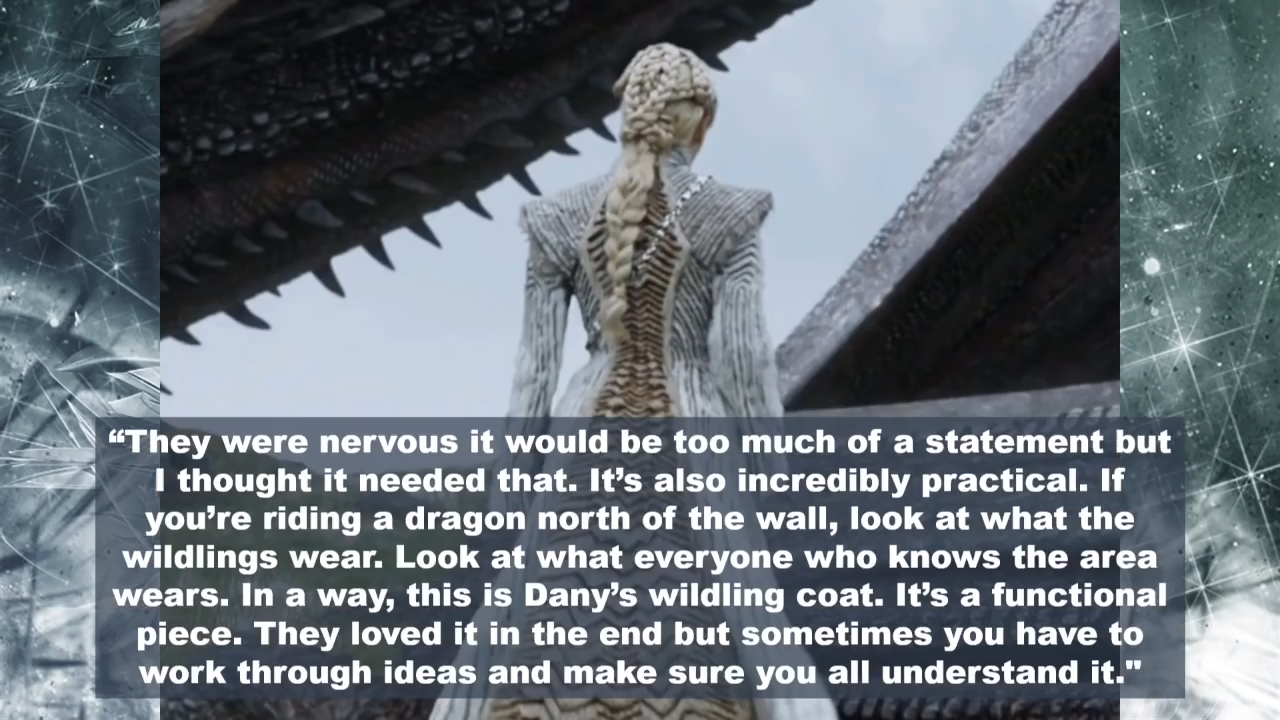 “They were nervous it would be too much of a statement but
I thought it needed that. It’s also incredibly practical. If
you’re riding a dragon north of the wall, look at what the
wildlings wear. Look at what everyone who knows the area
wears. In a way, this is Dany’s wildling coat. It’s a functional
piece. They loved it in the end but sometimes you have to
work through ideas and make sure you all understand it."